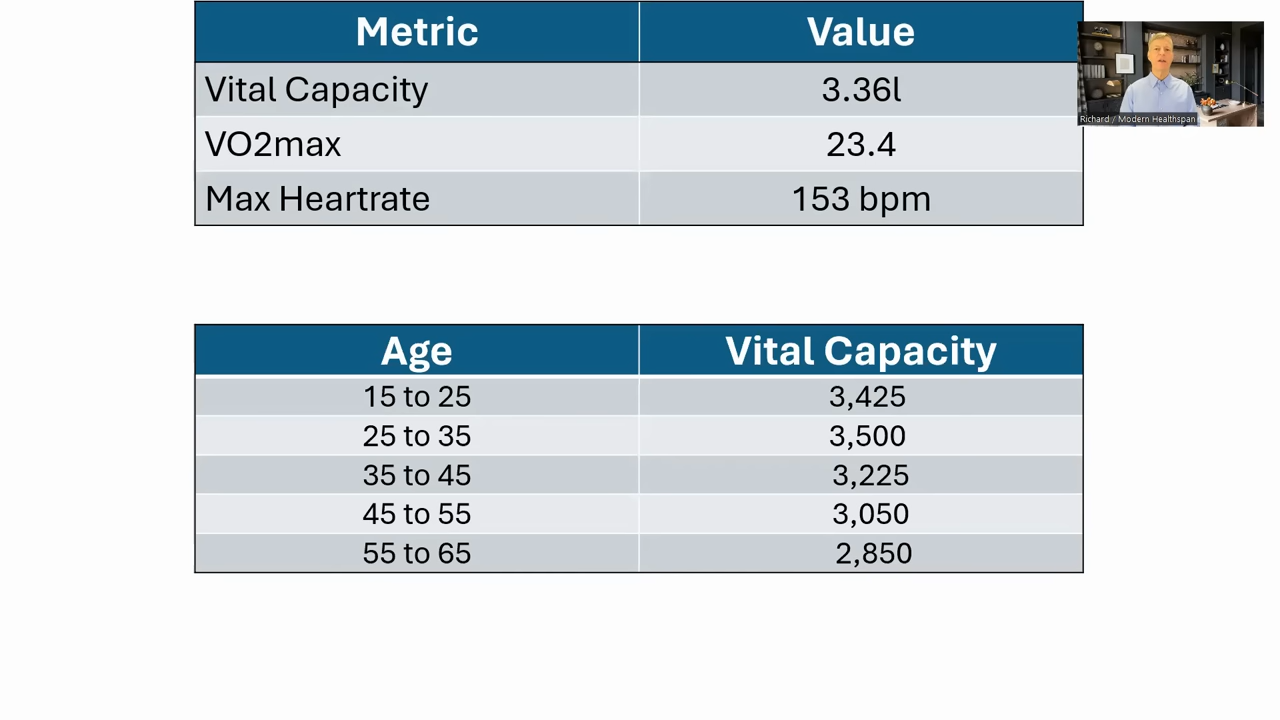 Metric Value
Vital Capacity 3.36l
VO2max 23.4
Max Heartrate 153 bpm
Richard / Modern Healthspan
Age Vital Capacity
15 to 25 3,425
25 to 35 3,500
35 to 45 3,225
45 to 55 3,050
55 to 65 2,850